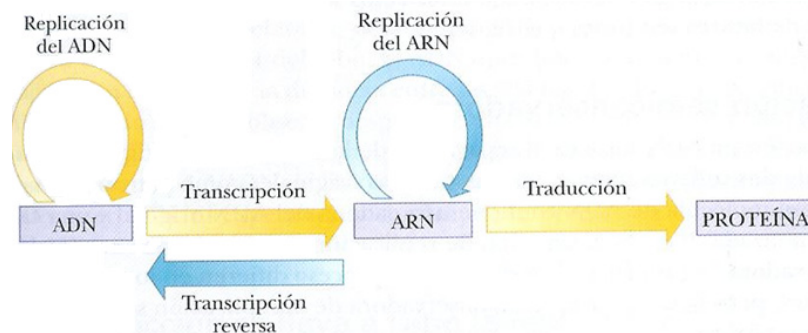 Replicación
del ADN
Replicación
del ARN
Transcripción
Traducción
ADN
ARN
PROTEÍNA
Transcripción
reversa